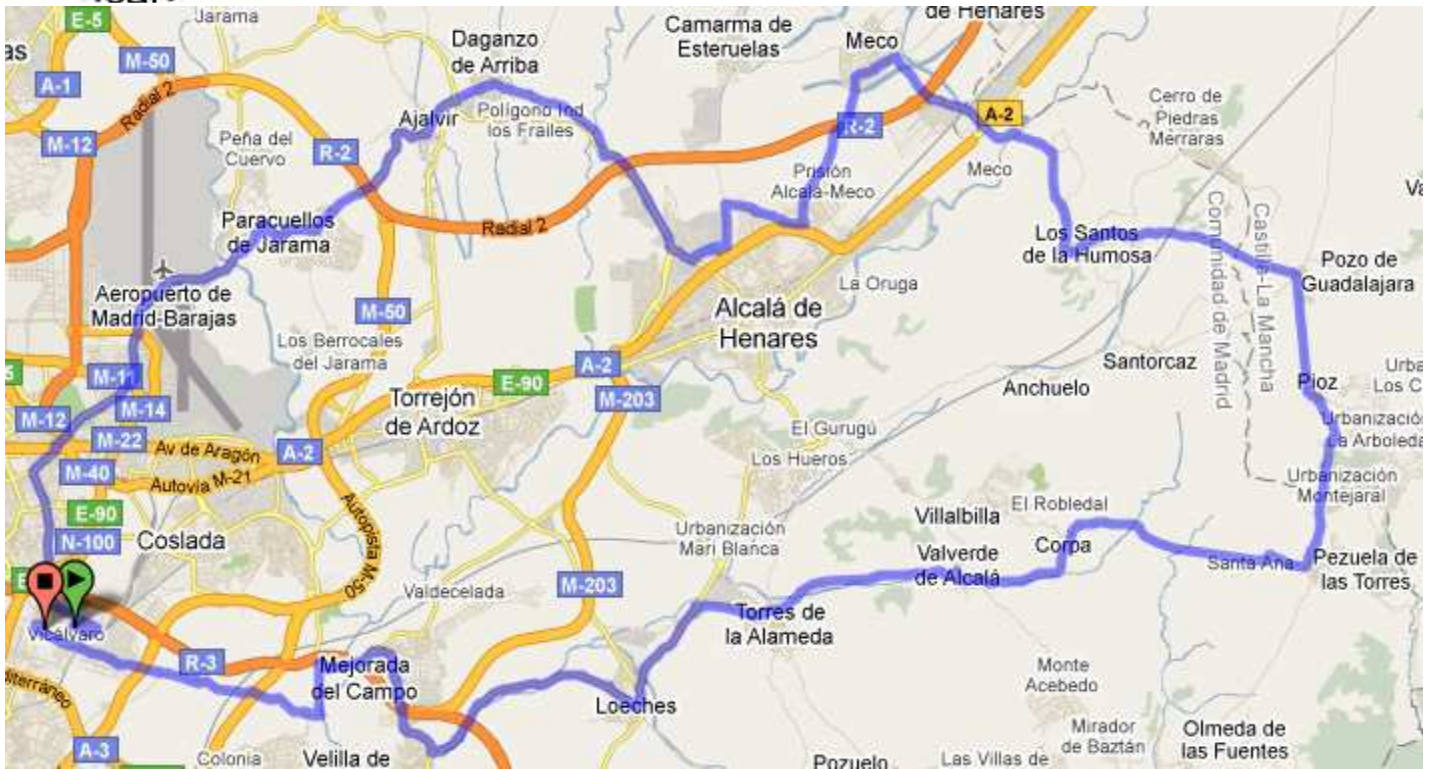 E-5
Jarama
de Henares
Camarma de
Esteruelas
Meco
Daganzo
de Arriba
as
M-50
A-1
Radial 2
Cerro de
Piedras
Merraras
A-2
Polígono Ind
los Frailes
Ajalvir
R-2
M-12
Peña del
Cuervo
R-2
Prisión
Alcalá-Meco
Meco
Paracuellos
de Jarama
Radial 2
Los Santos
de la Humosa
Comunidad de Madrid
Castilla-La Mancha
Pozo de
Guadalajara
La Oruga
Aeropuerto de
Madrid-Barajas
M-50
Alcalá de
Henares
Los Berrocales
del Jarama
Santorcaz
A-2
E-90
Anchuelo
Pioz
M-11
M-203
Torrejón
de Ardoz
M-14
M-12
El Gurugú
Urbanización
La Arboleda
M-22
Av de Aragón
A-2
Los Hueros
M-40
Autovía M-21
Urbanización
Montejaral
E-90
Autopista M-50
El Robledal
Villalbilla
Urbanización
Mari Blanca
N-100
Coslada
Corpa
Valverde
de Alcalá
Santa Ana
Pezuela de
las Torres
M-203
Valdecelada
Torres de
la Alameda
Vicálvaro
R-3
Mejorada
del Campo
Monte
Acebedo
Loeches
Mirador
de Baztán
Olmeda de
las Fuentes
A-3
Colonia
Velilla de
Pozuelo
Las Villas de